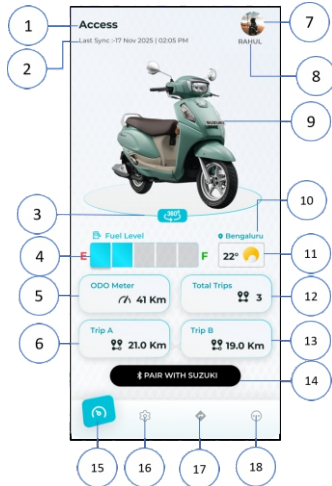 1
Access
7
2
Last Sync :-17 Nov 2025 | 02:05 PM
RAHUL
8
SUZUKI
9
3
360°
10
Fuel Level
Bengaluru
4
E
F
22°
11
5
ODO Meter
41 Km
Total Trips
3
12
6
Trip A
21.0 Km
Trip B
19.0 Km
13
PAIR WITH SUZUKI
14
15
16
17
18